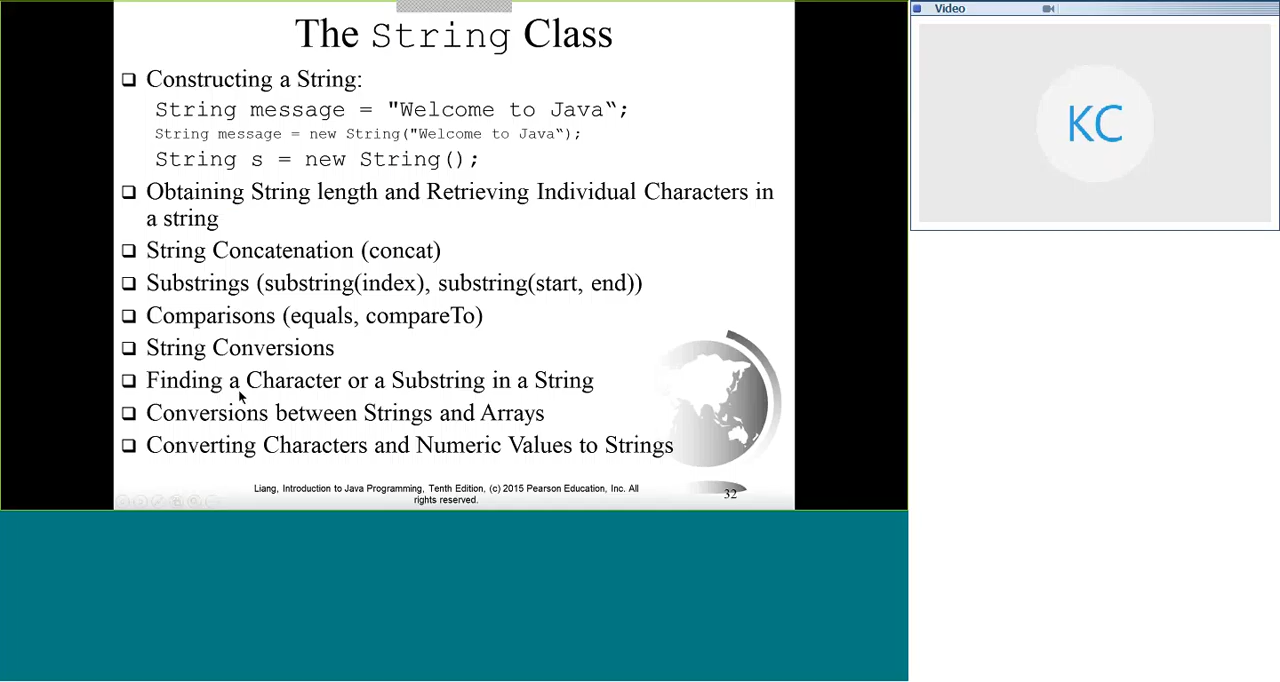 The String Class
Constructing a String:
String message = "Welcome to Java“;
String message = new String("Welcome to Java“);
String s = new String();
Obtaining String length and Retrieving Individual Characters in
a string
String Concatenation (concat)
Substrings (substring(index), substring(start, end))
Comparisons (equals, compareTo)
String Conversions
Finding a Character or a Substring in a String
Conversions between Strings and Arrays
Converting Characters and Numeric Values to Strings
Liang, Introduction to Java Programming, Tenth Edition, (c) 2015 Pearson Education, Inc. All
rights reserved.
32
Video
KC